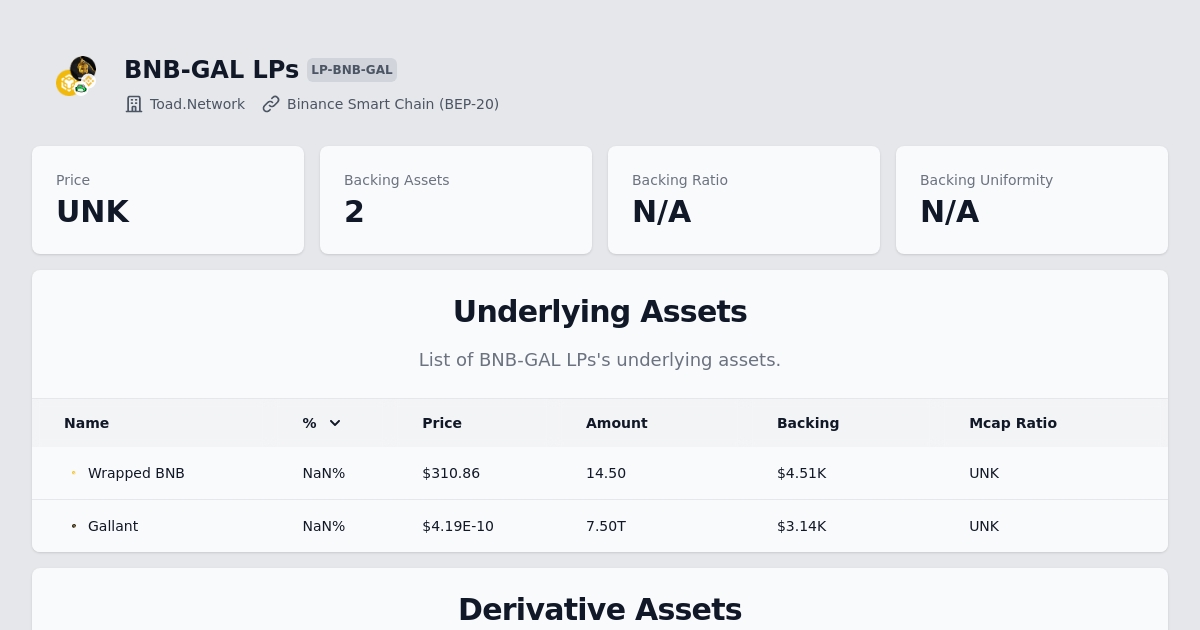 BNB-GAL LPs LP-BNB-GAL
Toad.Network Binance Smart Chain (BEP-20)
Price Backing Assets Backing Ratio Backing Uniformity
UNK 2 N/A N/A
Underlying Assets
List of BNB-GAL LPs's underlying assets.
Name % Price Amount Backing Mcap Ratio
Wrapped BNB NaN% $310.86 14.50 $4.51K UNK
Gallant NaN% $4.19E-10 7.50T $3.14K UNK
Derivative Assets